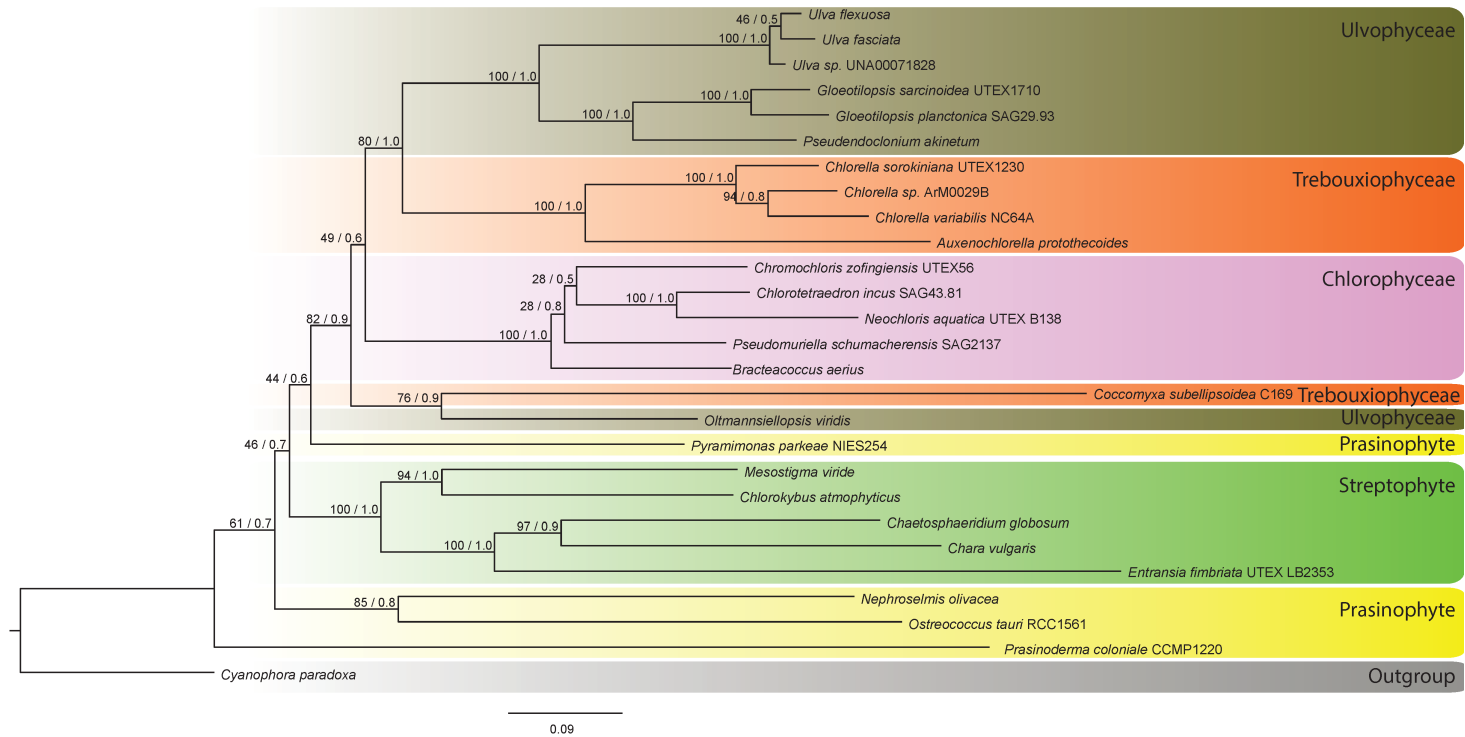 Ulva flexuosa
46 / 0.5
Ulvophyceae
Ulva fasciata
100 / 1.0
Ulva sp. UNA00071828
100 / 1.0
Gloeotilopsis sarcinoidea UTEX1710
100 / 1.0
Gloeotilopsis planctonica SAG29.93
100 / 1.0
Pseudendoclonium akinetum
80 / 1.0
Chlorella sorokiniana UTEX1230
100 / 1.0
Trebouxiophyceae
Chlorella sp. ArM0029B
94 / 0.8
100 / 1.0
Chlorella variabilis NC64A
49 / 0.6
Auxenochlorella protothecoides
Chromochloris zofingiensis UTEX56
28 / 0.5
Chlorophyceae
Chlorotetraedron incus SAG43.81
100 / 1.0
28 / 0.8
Neochloris aquatica UTEX B138
82 / 0.9
100 / 1.0
Pseudomuriella schumacherensis SAG2137
Bracteacoccus aerius
44 / 0.6
Coccomyxa subellipsoidea C169
Trebouxiophyceae
76 / 0.9
Oltmannsiellopsis viridis
Ulvophyceae
46 / 0.7
Pyramimonas parkeae NIES254
Prasinophyte
Mesostigma viride
94 / 1.0
Streptophyte
Chlorokybus atmophyticus
100 / 1.0
61 / 0.7
Chaetosphaeridium globosum
97 / 0.9
100 / 1.0
Chara vulgaris
Entransia fimbriata UTEX LB2353
Nephroselmis olivacea
85 / 0.8
Prasinophyte
Ostreococcus tauri RCC1561
Prasinoderma coloniale CCMP1220
Cyanophora paradoxa
Outgroup
0.09